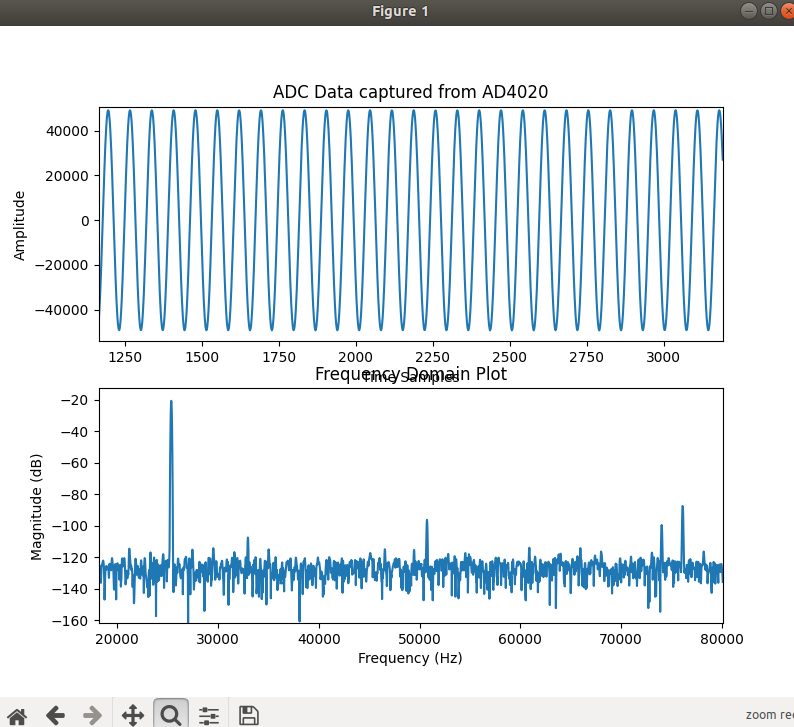 Figure 1
ADC Data captured from AD4020
Amplitude
40000
20000
0
−20000
−40000
1250 1500 1750 2000 2250 2500 2750 3000
Time Samples
Frequency Domain Plot
Magnitude (dB)
−20
−40
−60
−80
−100
−120
−140
−160
20000 30000 40000 50000 60000 70000 80000
Frequency (Hz)
zoom